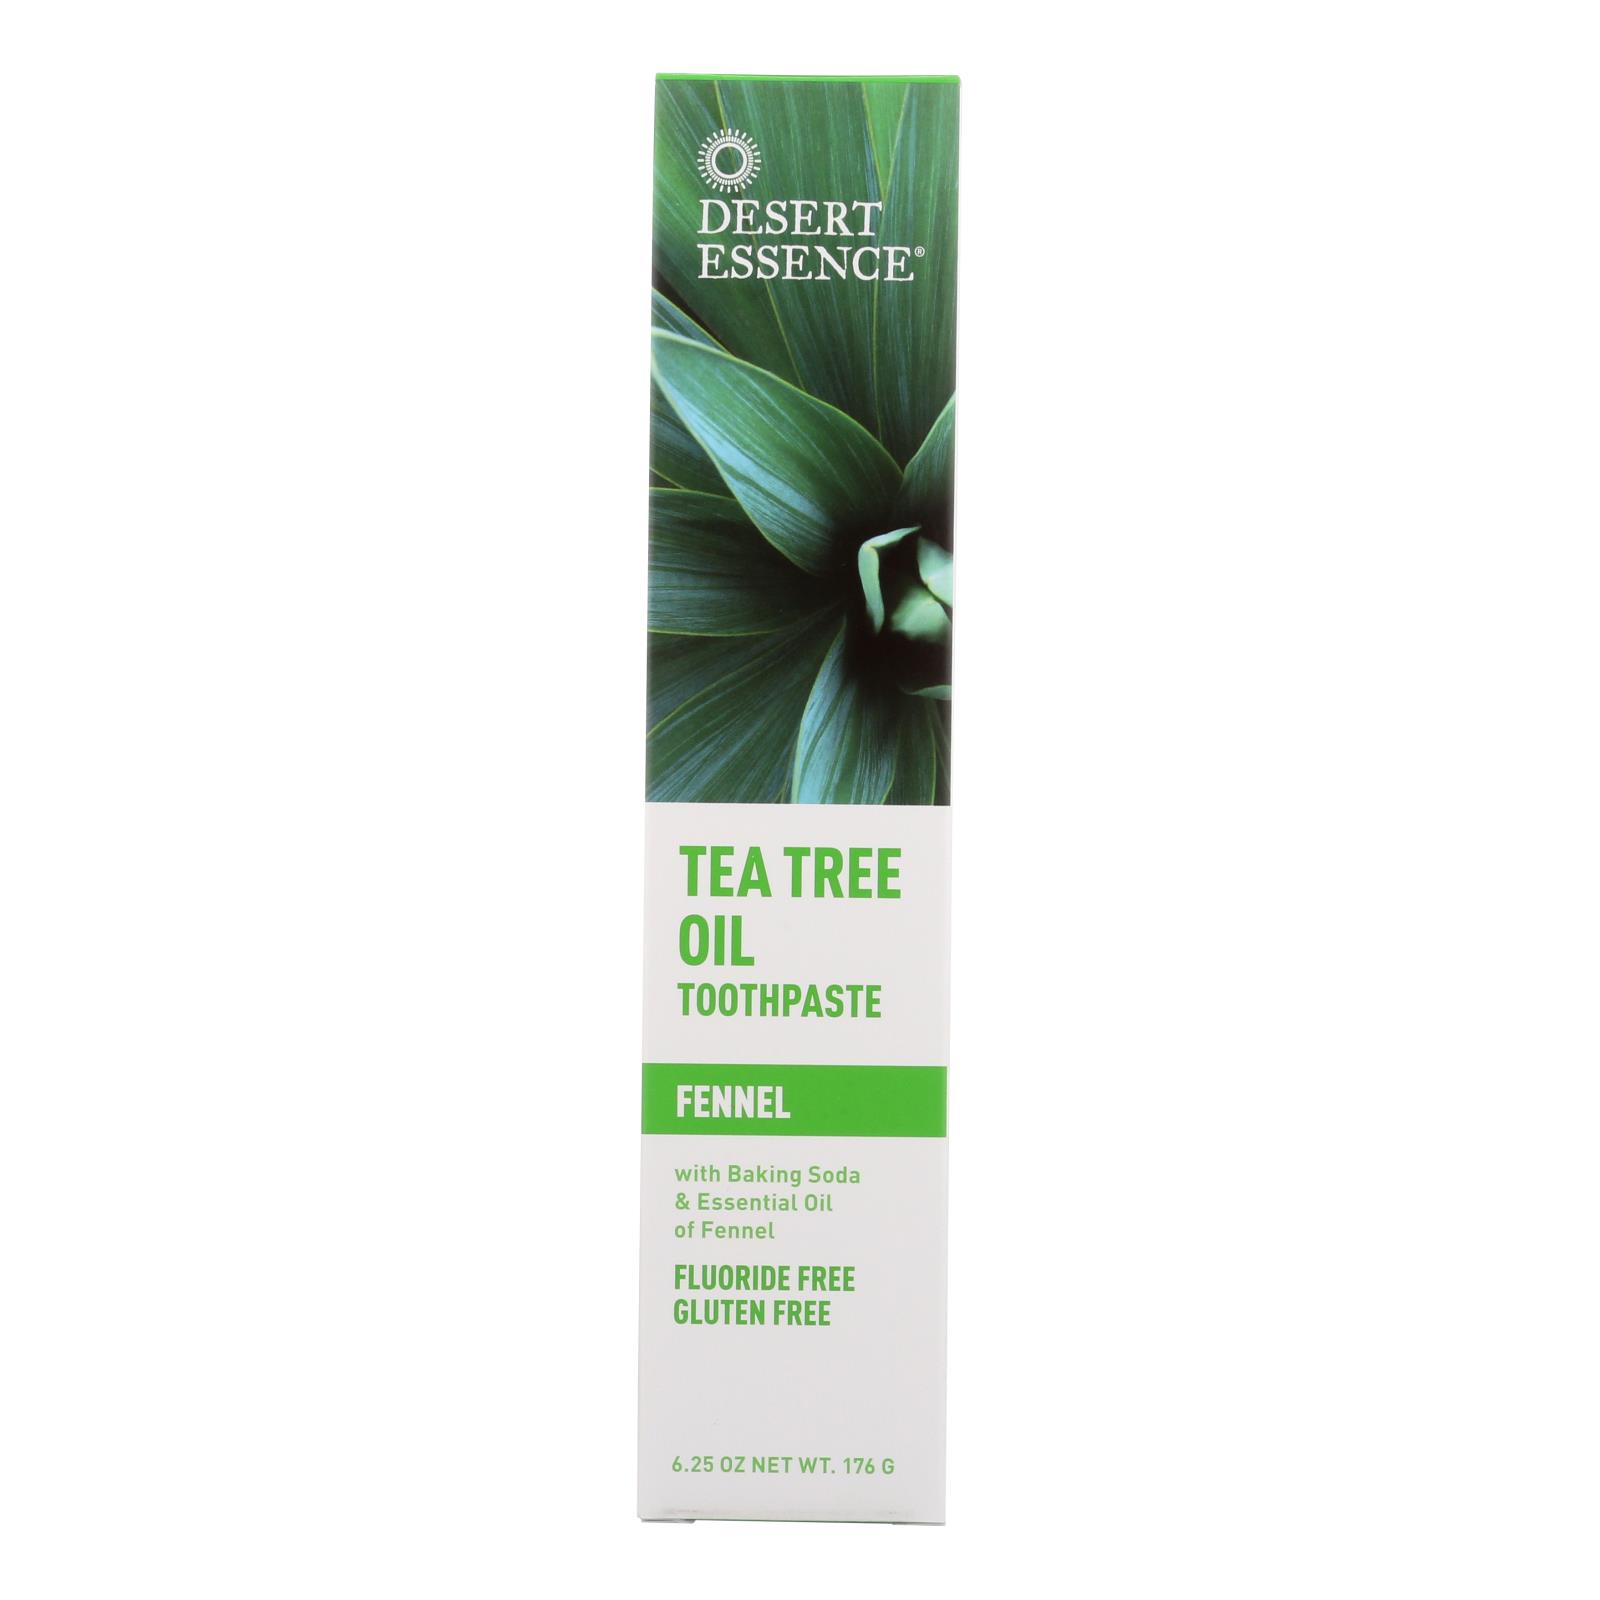 DESERT
ESSENCE®
TEA TREE
OIL
TOOTHPASTE
FENNEL
with Baking Soda
& Essential Oil
of Fennel
FLUORIDE FREE
GLUTEN FREE
6.25 OZ NET WT. 176 G